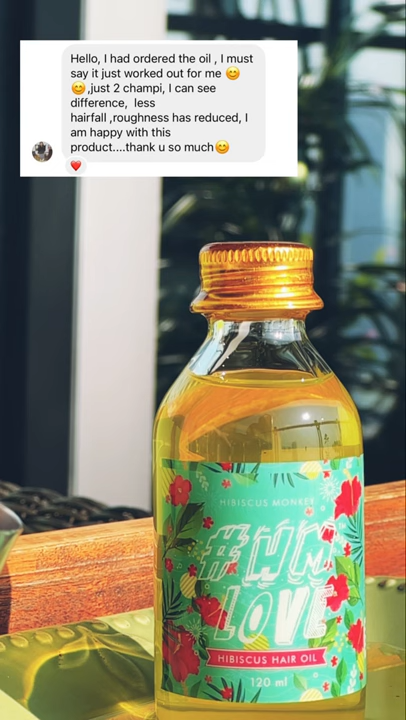 Hello, I had ordered the oil , I must
say it just worked out for me 😊
😊,just 2 champi, I can see
difference,  less
hairfall ,roughness has reduced, I
am happy with this
product....thank u so much😊
HIBISCUS MONKEY
#HM
LOVE
HIBISCUS HAIR OIL
120 ml